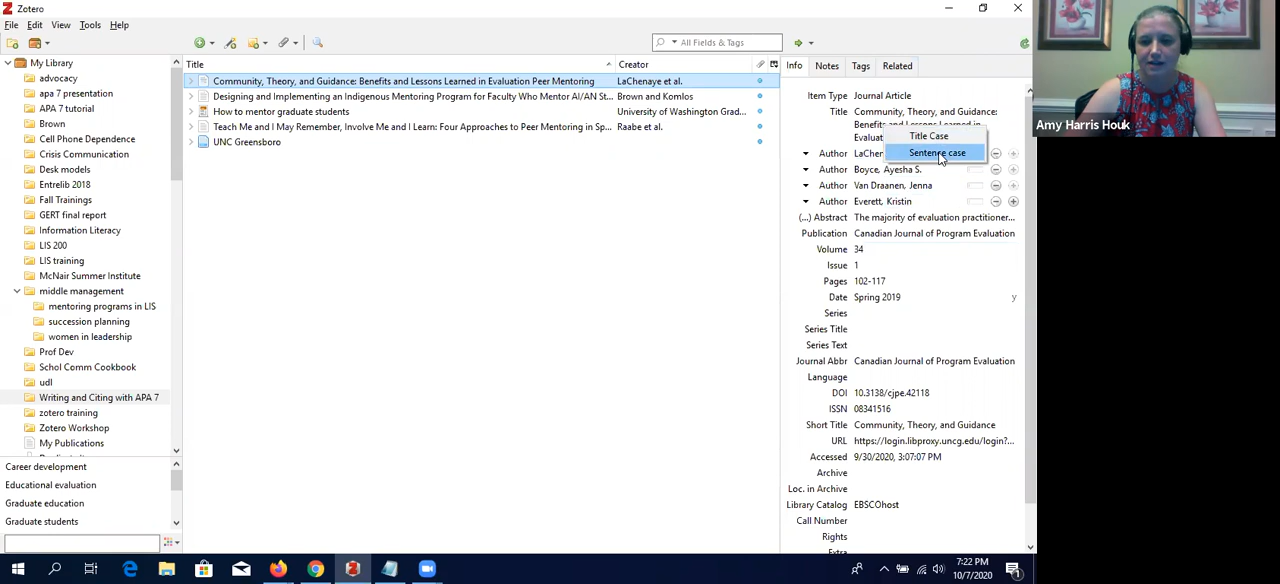 Zotero
File Edit View Tools Help
All Fields & Tags
My Library
advocacy
apa 7 presentation
APA 7 tutorial
Brown
Cell Phone Dependence
Crisis Communication
Desk models
Entrelib 2018
Fall Trainings
GERT final report
Information Literacy
LIS 200
LIS training
McNair Summer Institute
middle management
mentoring programs in LIS
succession planning
women in leadership
Prof Dev
Schol Comm Cookbook
udl
Writing and Citing with APA 7
zotero training
Zotero Workshop
My Publications
Career development
Educational evaluation
Graduate education
Graduate students
Title Creator
Community, Theory, and Guidance: Benefits and Lessons Learned in Evaluation Peer Mentoring LaChenaye et al.
Designing and Implementing an Indigenous Mentoring Program for Faculty Who Mentor AI/AN St... Brown and Komlos
How to mentor graduate students University of Washington Grad...
Teach Me and I May Remember, Involve Me and I Learn: Four Approaches to Peer Mentoring in Sp... Raabe et al.
UNC Greensboro
Info Notes Tags Related
Item Type Journal Article
Title Community, Theory, and Guidance:
Benefits and Lessons Learned in
Title Case
Sentence case
Author
Author Boyce, Ayesha S.
Author Van Draanen, Jenna
Author Everett, Kristin
(...) Abstract The majority of evaluation practitioner...
Publication Canadian Journal of Program Evaluation
Volume 34
Issue 1
Pages 102-117
Date Spring 2019 y
Series
Series Title
Series Text
Journal Abbr Canadian Journal of Program Evaluation
Language
DOI 10.3138/cjpe.42118
ISSN 08341516
Short Title Community, Theory, and Guidance
URL https://login.libproxy.uncg.edu/login?...
Accessed 9/30/2020, 3:07:07 PM
Archive
Loc. in Archive
Library Catalog EBSCOhost
Call Number
Rights
Amy Harris Houk
7:22 PM
10/7/2020
1